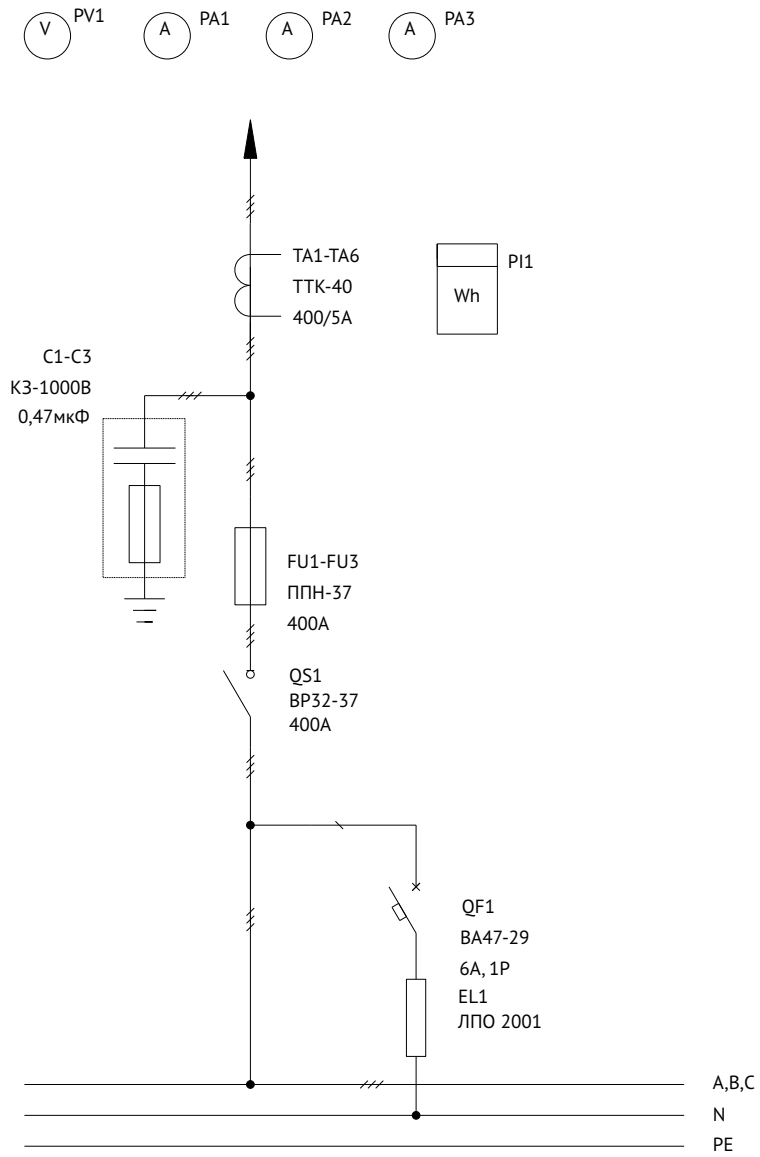 V PV1 A PA1 A PA2 A PA3
TA1-TA6
ТТК-40
400/5А
PI1
Wh
C1-C3
КЗ-1000В
0,47мкФ
FU1-FU3
ППН-37
400А
QS1
ВР32-37
400А
QF1
ВА47-29
6А, 1Р
EL1
ЛПО 2001
A,B,C
N
PE